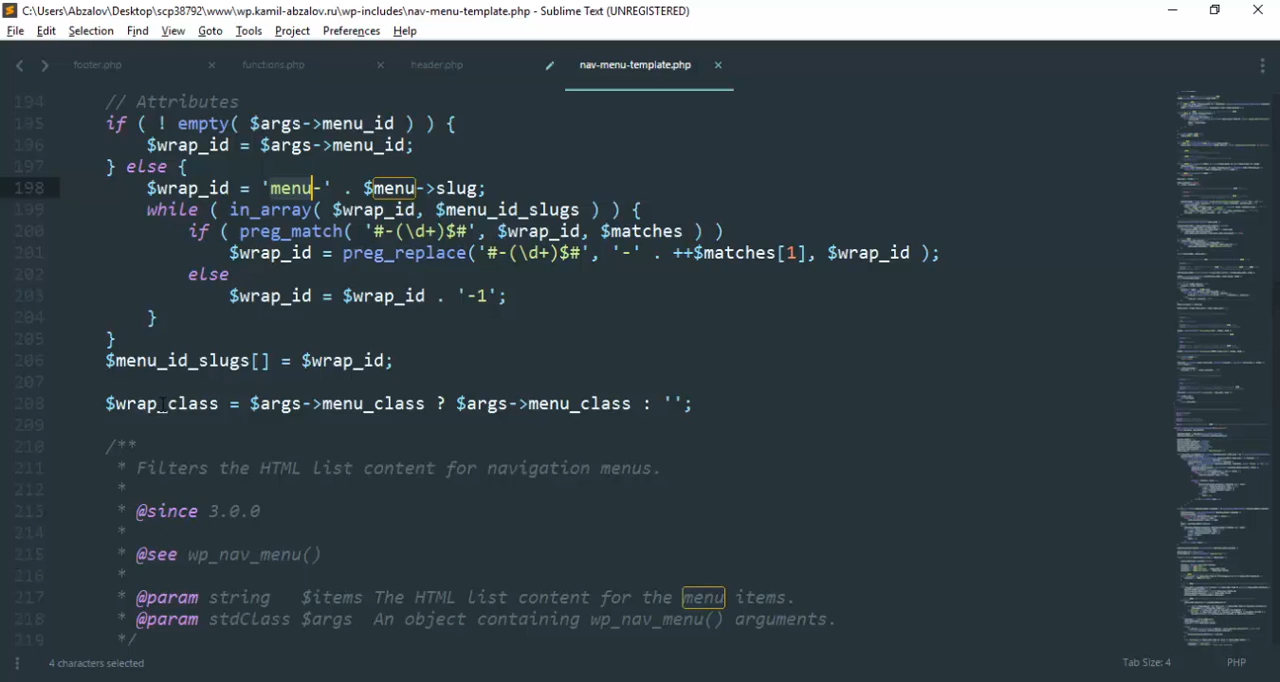 C:\Users\Abzalov\Desktop\scp38792\www\wp.kamil-abzalov.ru\wp-includes\nav-menu-template.php - Sublime Text (UNREGISTERED)
File Edit Selection Find View Goto Tools Project Preferences Help
footer.php functions.php header.php nav-menu-template.php
194 // Attributes
195 if ( ! empty( $args->menu_id ) ) {
196 $wrap_id = $args->menu_id;
197 } else {
198 $wrap_id = 'menu-' . $menu->slug;
199 while ( in_array( $wrap_id, $menu_id_slugs ) ) {
200 if ( preg_match( '#-(\d+)$#', $wrap_id, $matches ) )
201 $wrap_id = preg_replace('#-(\d+)$#', '-' . ++$matches[1], $wrap_id );
202 else
203 $wrap_id = $wrap_id . '-1';
204 }
205 }
206 $menu_id_slugs[] = $wrap_id;
207
208 $wrap_class = $args->menu_class ? $args->menu_class : '';
209
210 /**
211 * Filters the HTML list content for navigation menus.
212 *
213 * @since 3.0.0
214 *
215 * @see wp_nav_menu()
216 *
217 * @param string $items The HTML list content for the menu items.
218 * @param stdClass $args An object containing wp_nav_menu() arguments.
219 */
4 characters selected Tab Size: 4 PHP